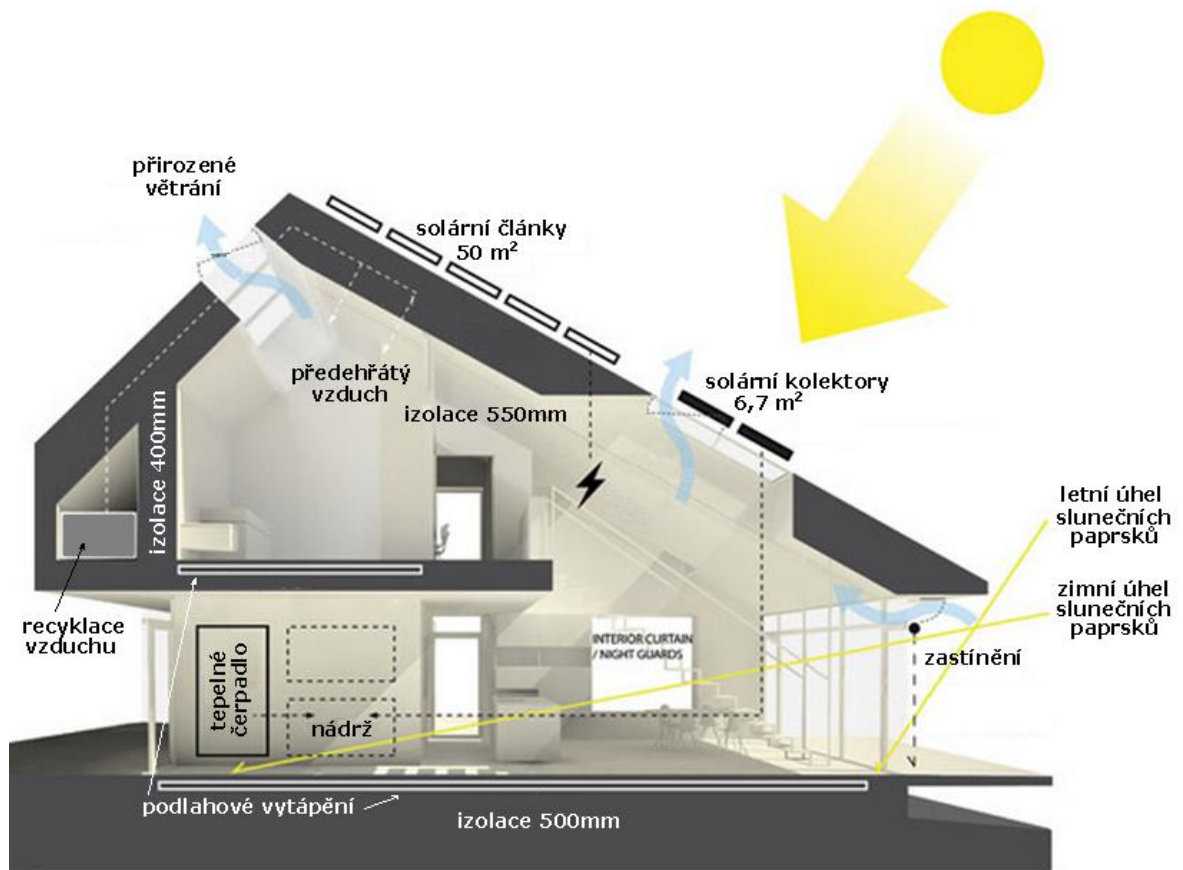 přirozené
větrání
solární články
50 m²
předehřátý
vzduch
izolace 550mm
solární kolektory
6,7 m²
izolace 400mm
letní úhel
slunečních
paprsků
zimní úhel
slunečních
paprsků
recyklace
vzduchu
tepelné
čerpadlo
nádrž
INTERIOR CURTAIN
/ NIGHT GUARDS
zastínění
podlahové vytápění
izolace 500mm